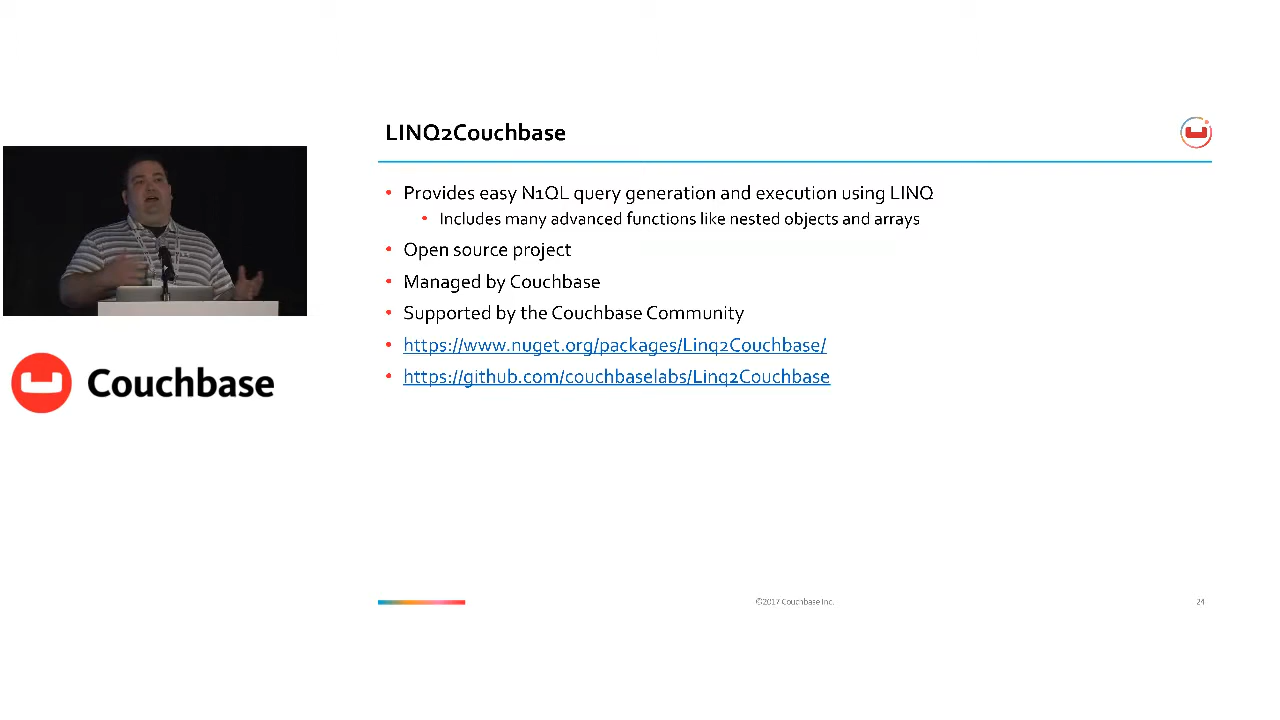 LINQ2Couchbase
Provides easy N1QL query generation and execution using LINQ
Includes many advanced functions like nested objects and arrays
Open source project
Managed by Couchbase
Supported by the Couchbase Community
https://www.nuget.org/packages/Linq2Couchbase/
https://github.com/couchbaselabs/Linq2Couchbase
Couchbase
©2017 Couchbase Inc.
24